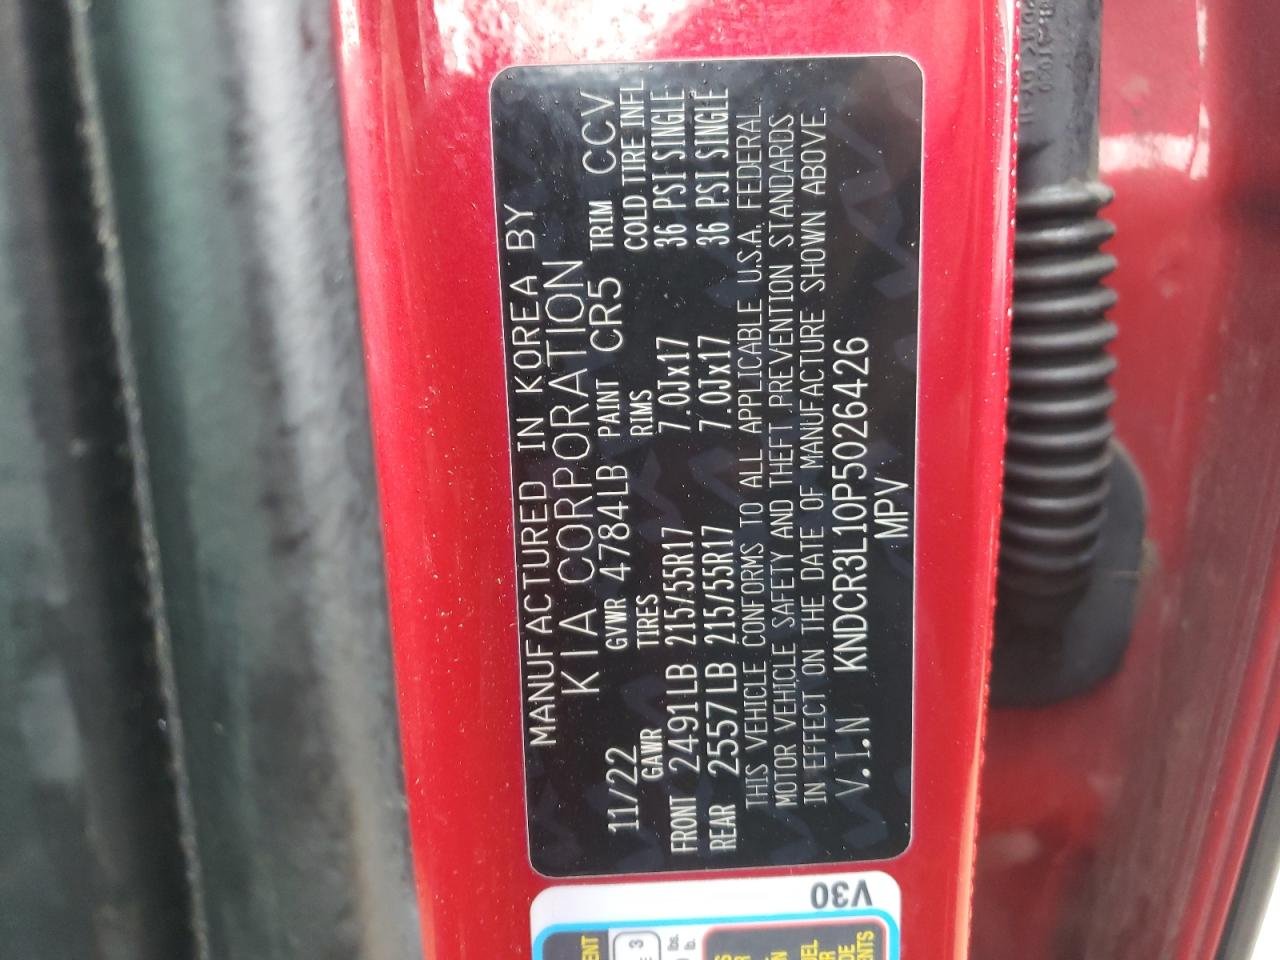 MANUFACTURED IN KOREA BY
KIA CORPORATION
11/22 GVWR 4784LB PAINT CR5 TRIM CCV
GAWR TIRES RIMS COLD TIRE INFL
FRONT 2491LB 215/55R17 7.0Jx17 36 PSI SINGLE
REAR 2557LB 215/55R17 7.0Jx17 36 PSI SINGLE
THIS VEHICLE CONFORMS TO ALL APPLICABLE U.S.A. FEDERAL
MOTOR VEHICLE SAFETY AND THEFT PREVENTION STANDARDS
IN EFFECT ON THE DATE OF MANUFACTURE SHOWN ABOVE.
V.I.N KNDCR3L10P5026426
MPV
V30